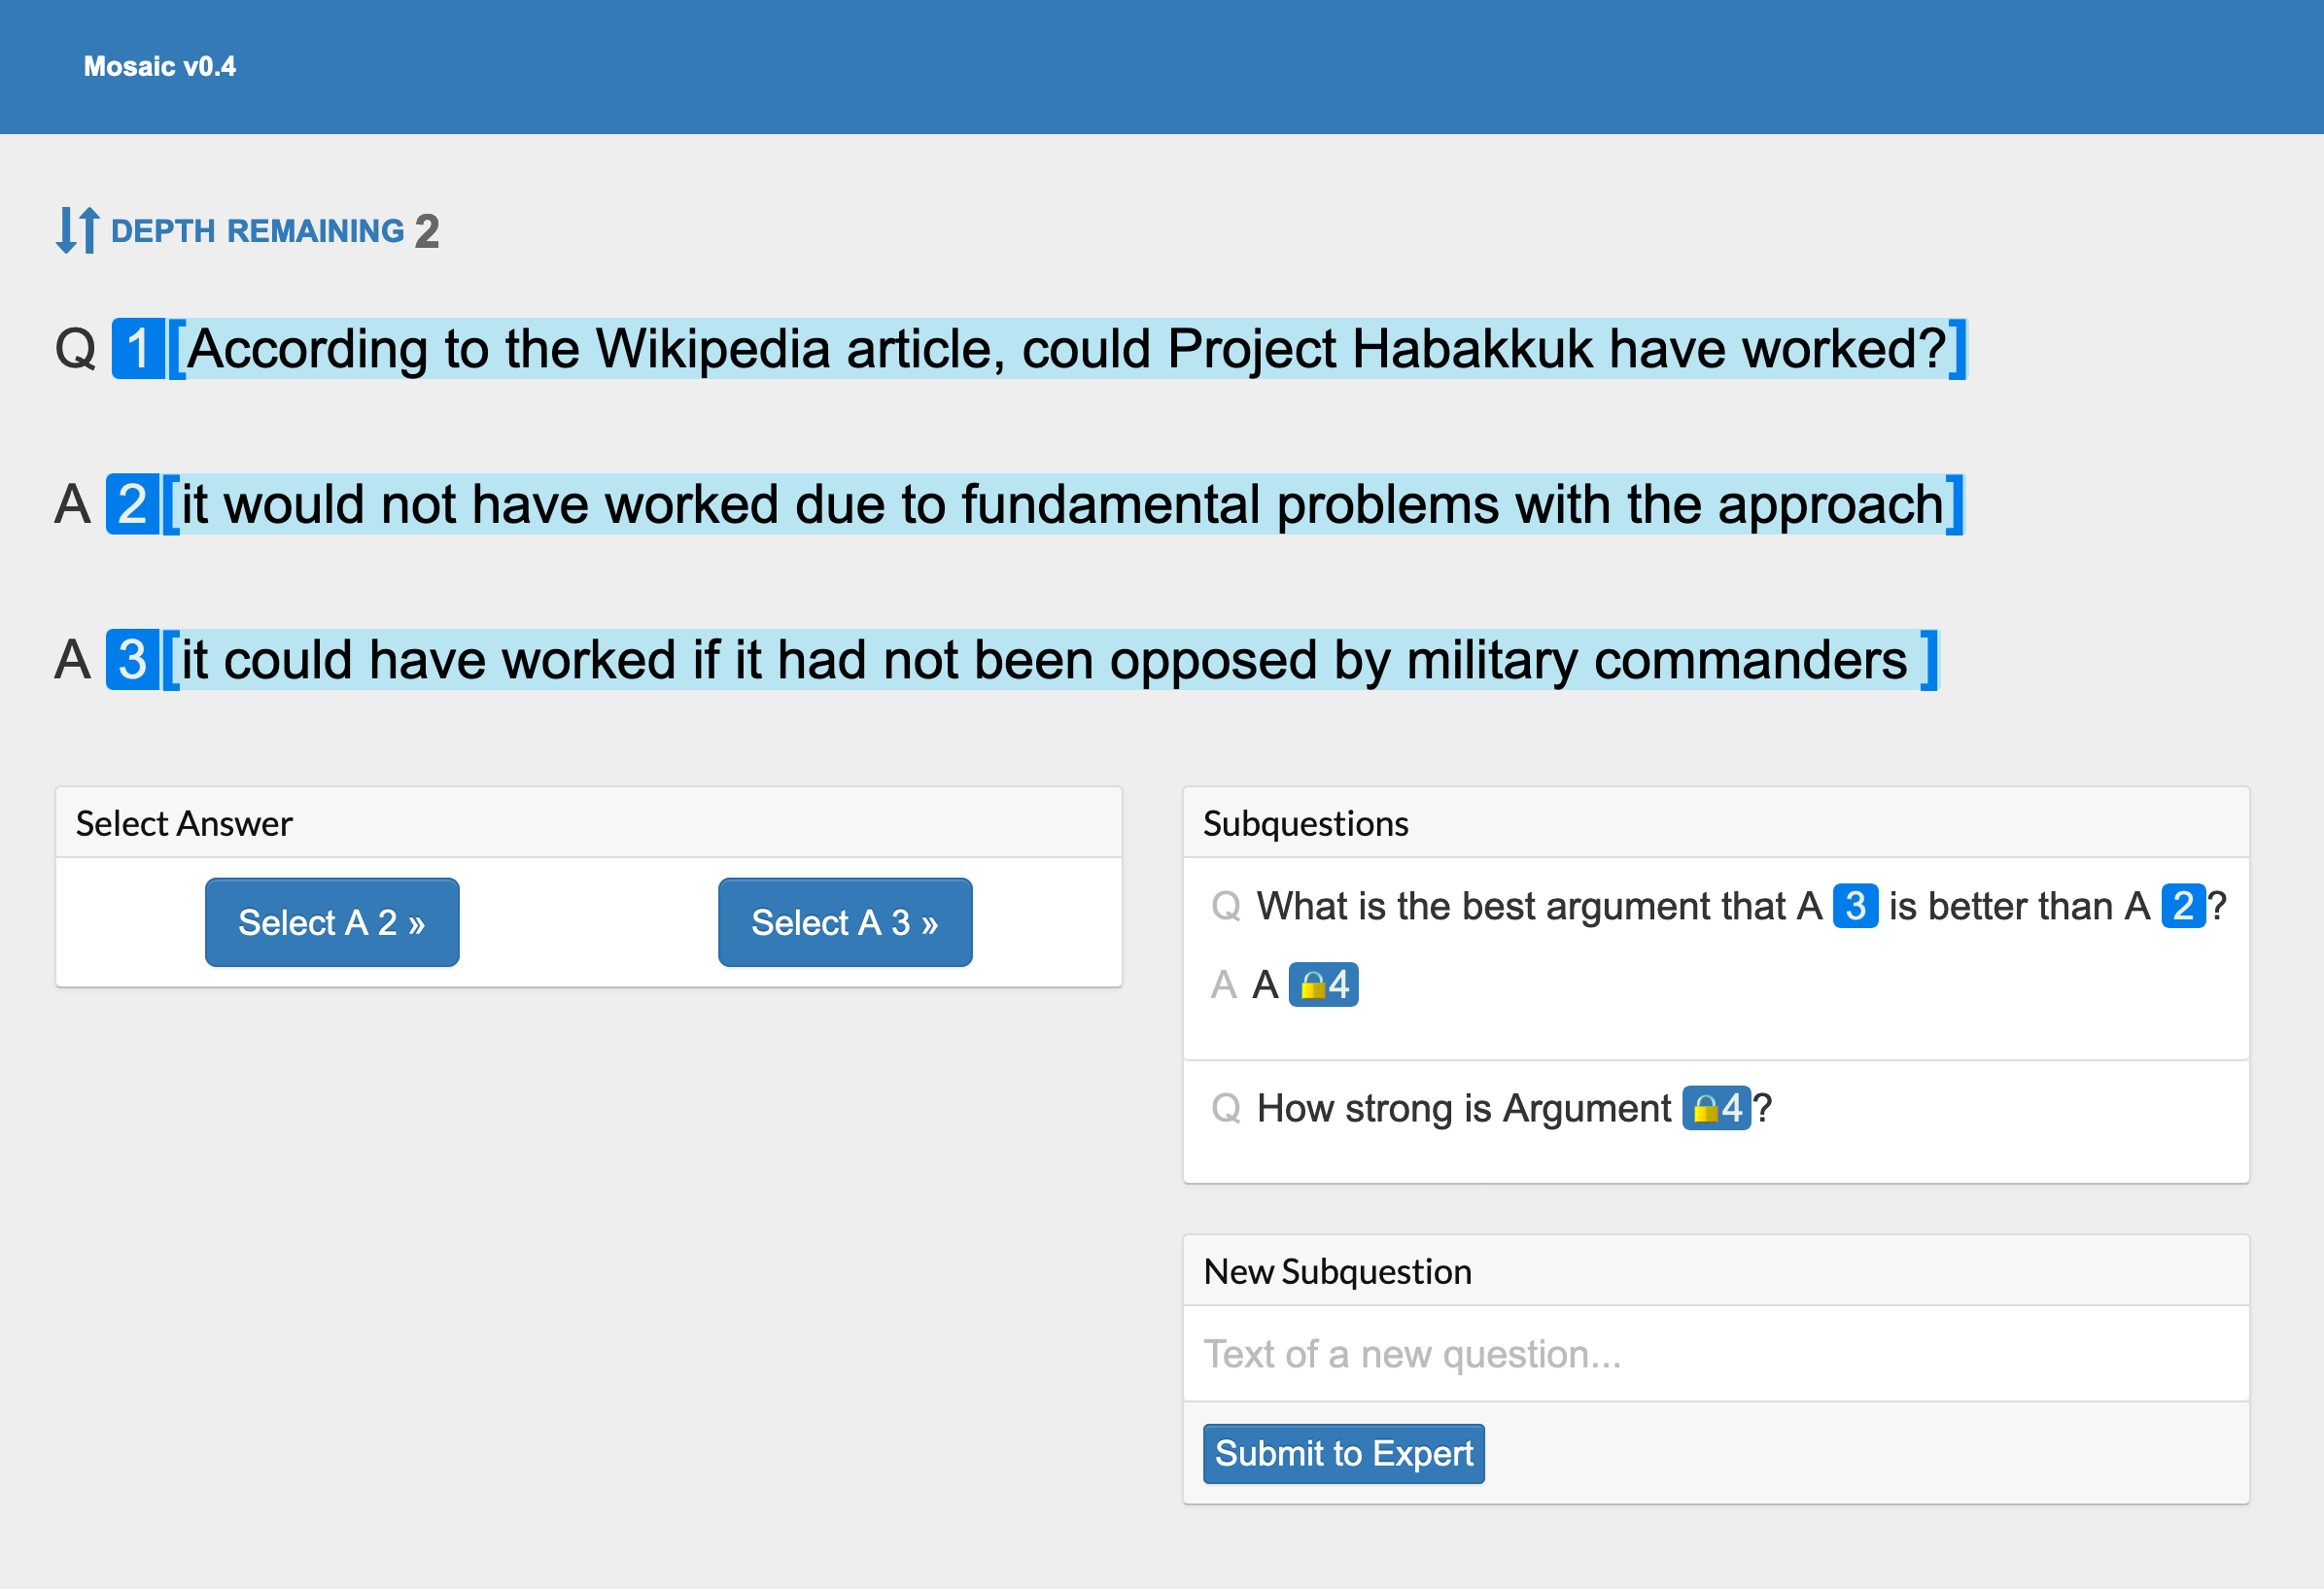 Mosaic v0.4
DEPTH REMAINING 2
Q 1 [According to the Wikipedia article, could Project Habakkuk have worked?]
A 2 [it would not have worked due to fundamental problems with the approach]
A 3 [it could have worked if it had not been opposed by military commanders ]
Select Answer
Select A 2 »
Select A 3 »
Subquestions
Q What is the best argument that A 3 is better than A 2?
A A 🔒4
Q How strong is Argument 🔒4?
New Subquestion
Text of a new question...
Submit to Expert